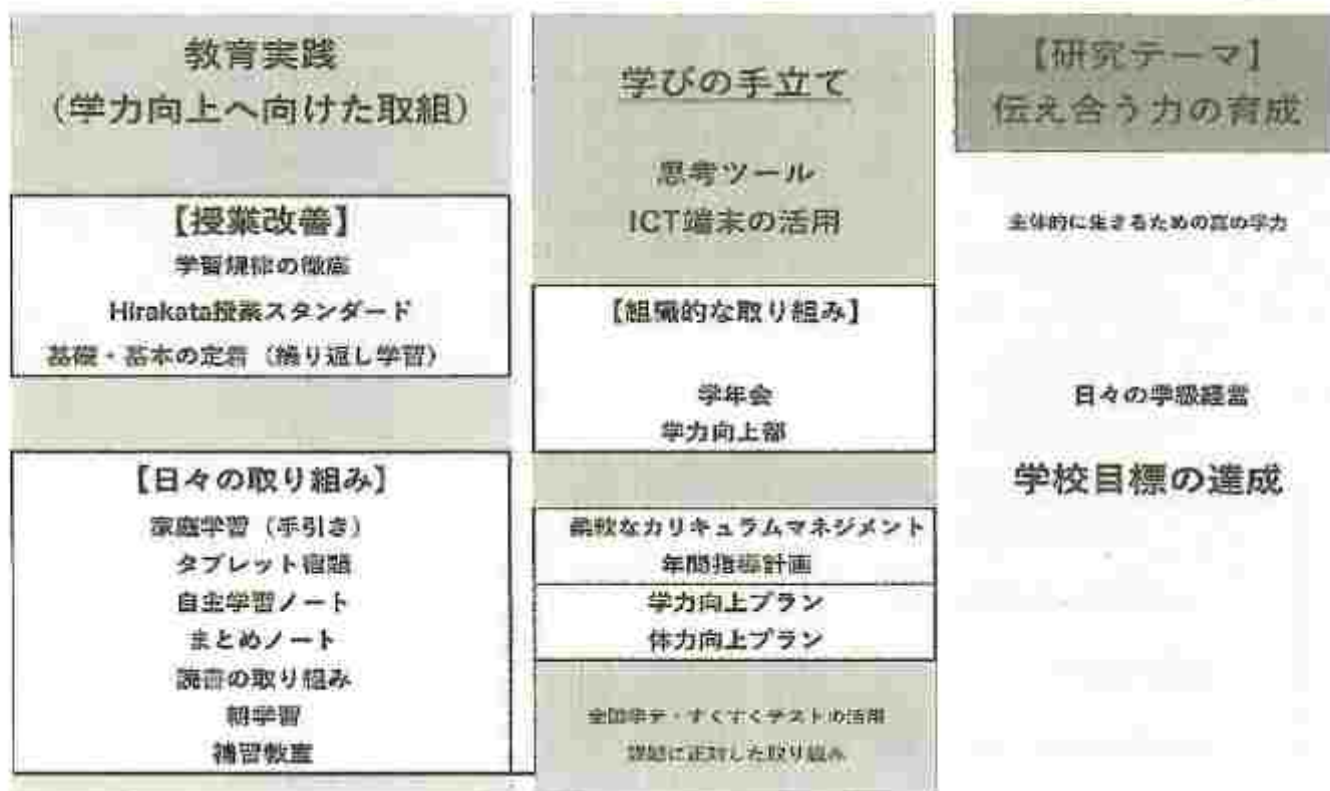 教育実践
（学力向上へ向けた取組）
【授業改善】
学習規律の徹底
Hirakata授業スタンダード
基礎・基本の定着（繰り返し学習）
【日々の取り組み】
家庭学習（手引き）
タブレット宿題
自主学習ノート
まとめノート
読書の取り組み
朝学習
補習教室
学びの手立て
思考ツール
ICT端末の活用
【組織的な取り組み】
学年会
学力向上部
柔軟なカリキュラムマネジメント
年間指導計画
学力向上プラン
体力向上プラン
全国学テ・すくすくテストの活用
課題に正対した取り組み
【研究テーマ】
伝え合う力の育成
主体的に生きるための真の学力
日々の学級経営
学校目標の達成